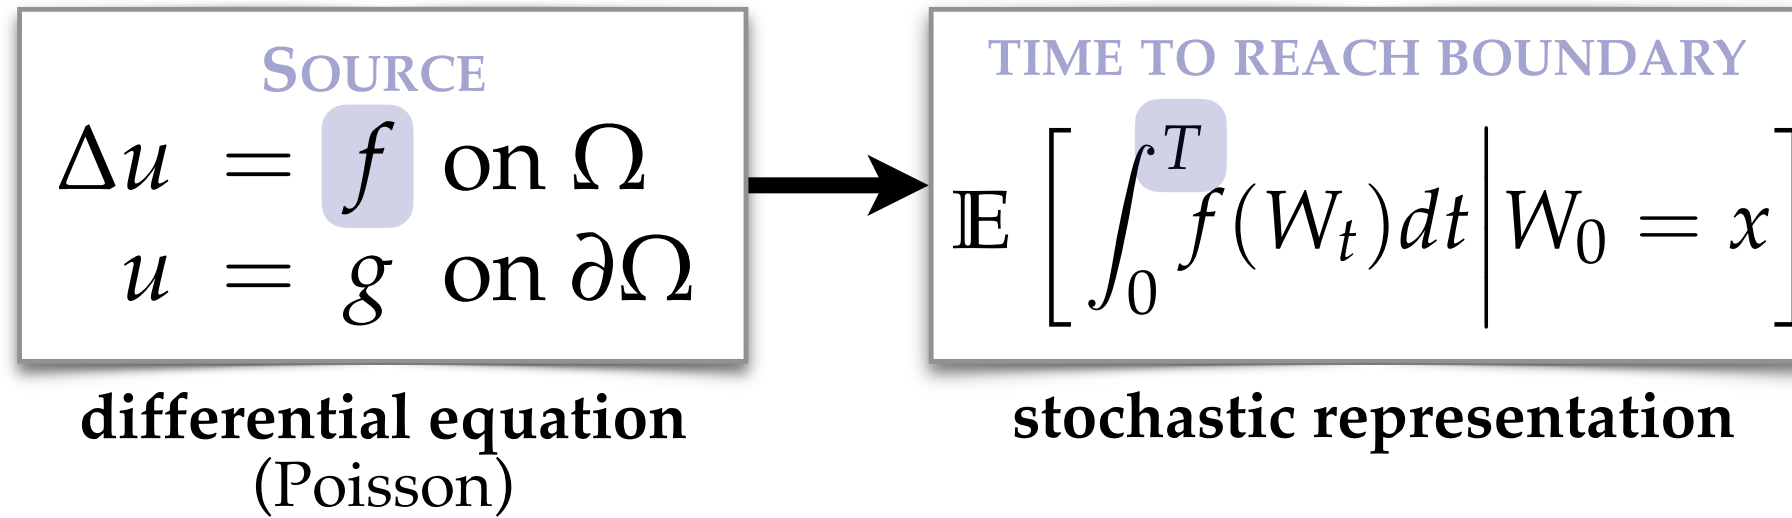 SOURCE
Δu = f on Ω
u = g on ∂Ω
differential equation
(Poisson)
TIME TO REACH BOUNDARY
𝔼 [ ∫₀ᵀ f(Wₜ)dt | W₀ = x ]
stochastic representation